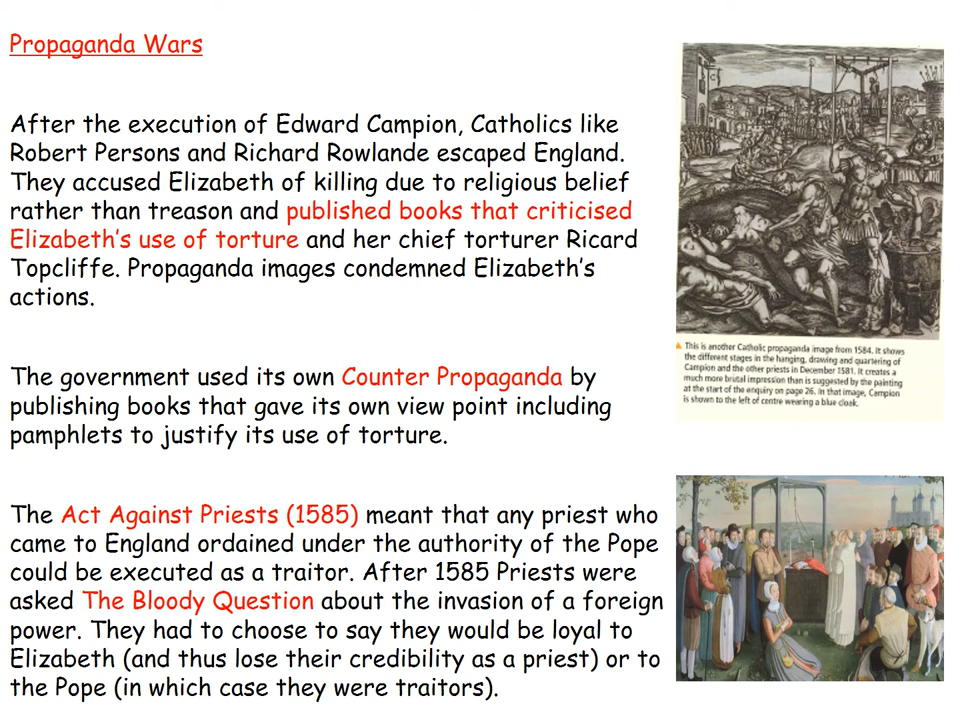 Propaganda Wars
After the execution of Edward Campion, Catholics like
Robert Persons and Richard Rowlande escaped England.
They accused Elizabeth of killing due to religious belief
rather than treason and published books that criticised
Elizabeth's use of torture and her chief torturer Ricard
Topcliffe. Propaganda images condemned Elizabeth's
actions.
The government used its own Counter Propaganda by
publishing books that gave its own view point including
pamphlets to justify its use of torture.
The Act Against Priests (1585) meant that any priest who
came to England ordained under the authority of the Pope
could be executed as a traitor. After 1585 Priests were
asked The Bloody Question about the invasion of a foreign
power. They had to choose to say they would be loyal to
Elizabeth (and thus lose their credibility as a priest) or to
the Pope (in which case they were traitors).
This is another Catholic propaganda image from 1584. It shows
the different stages in the hanging, drawing and quartering of
Campion and the other priests in December 1581. It creates a
much more brutal impression than is suggested by the painting
at the start of the enquiry on page 26. In that image, Campion
is shown to the left of centre wearing a blue cloak.